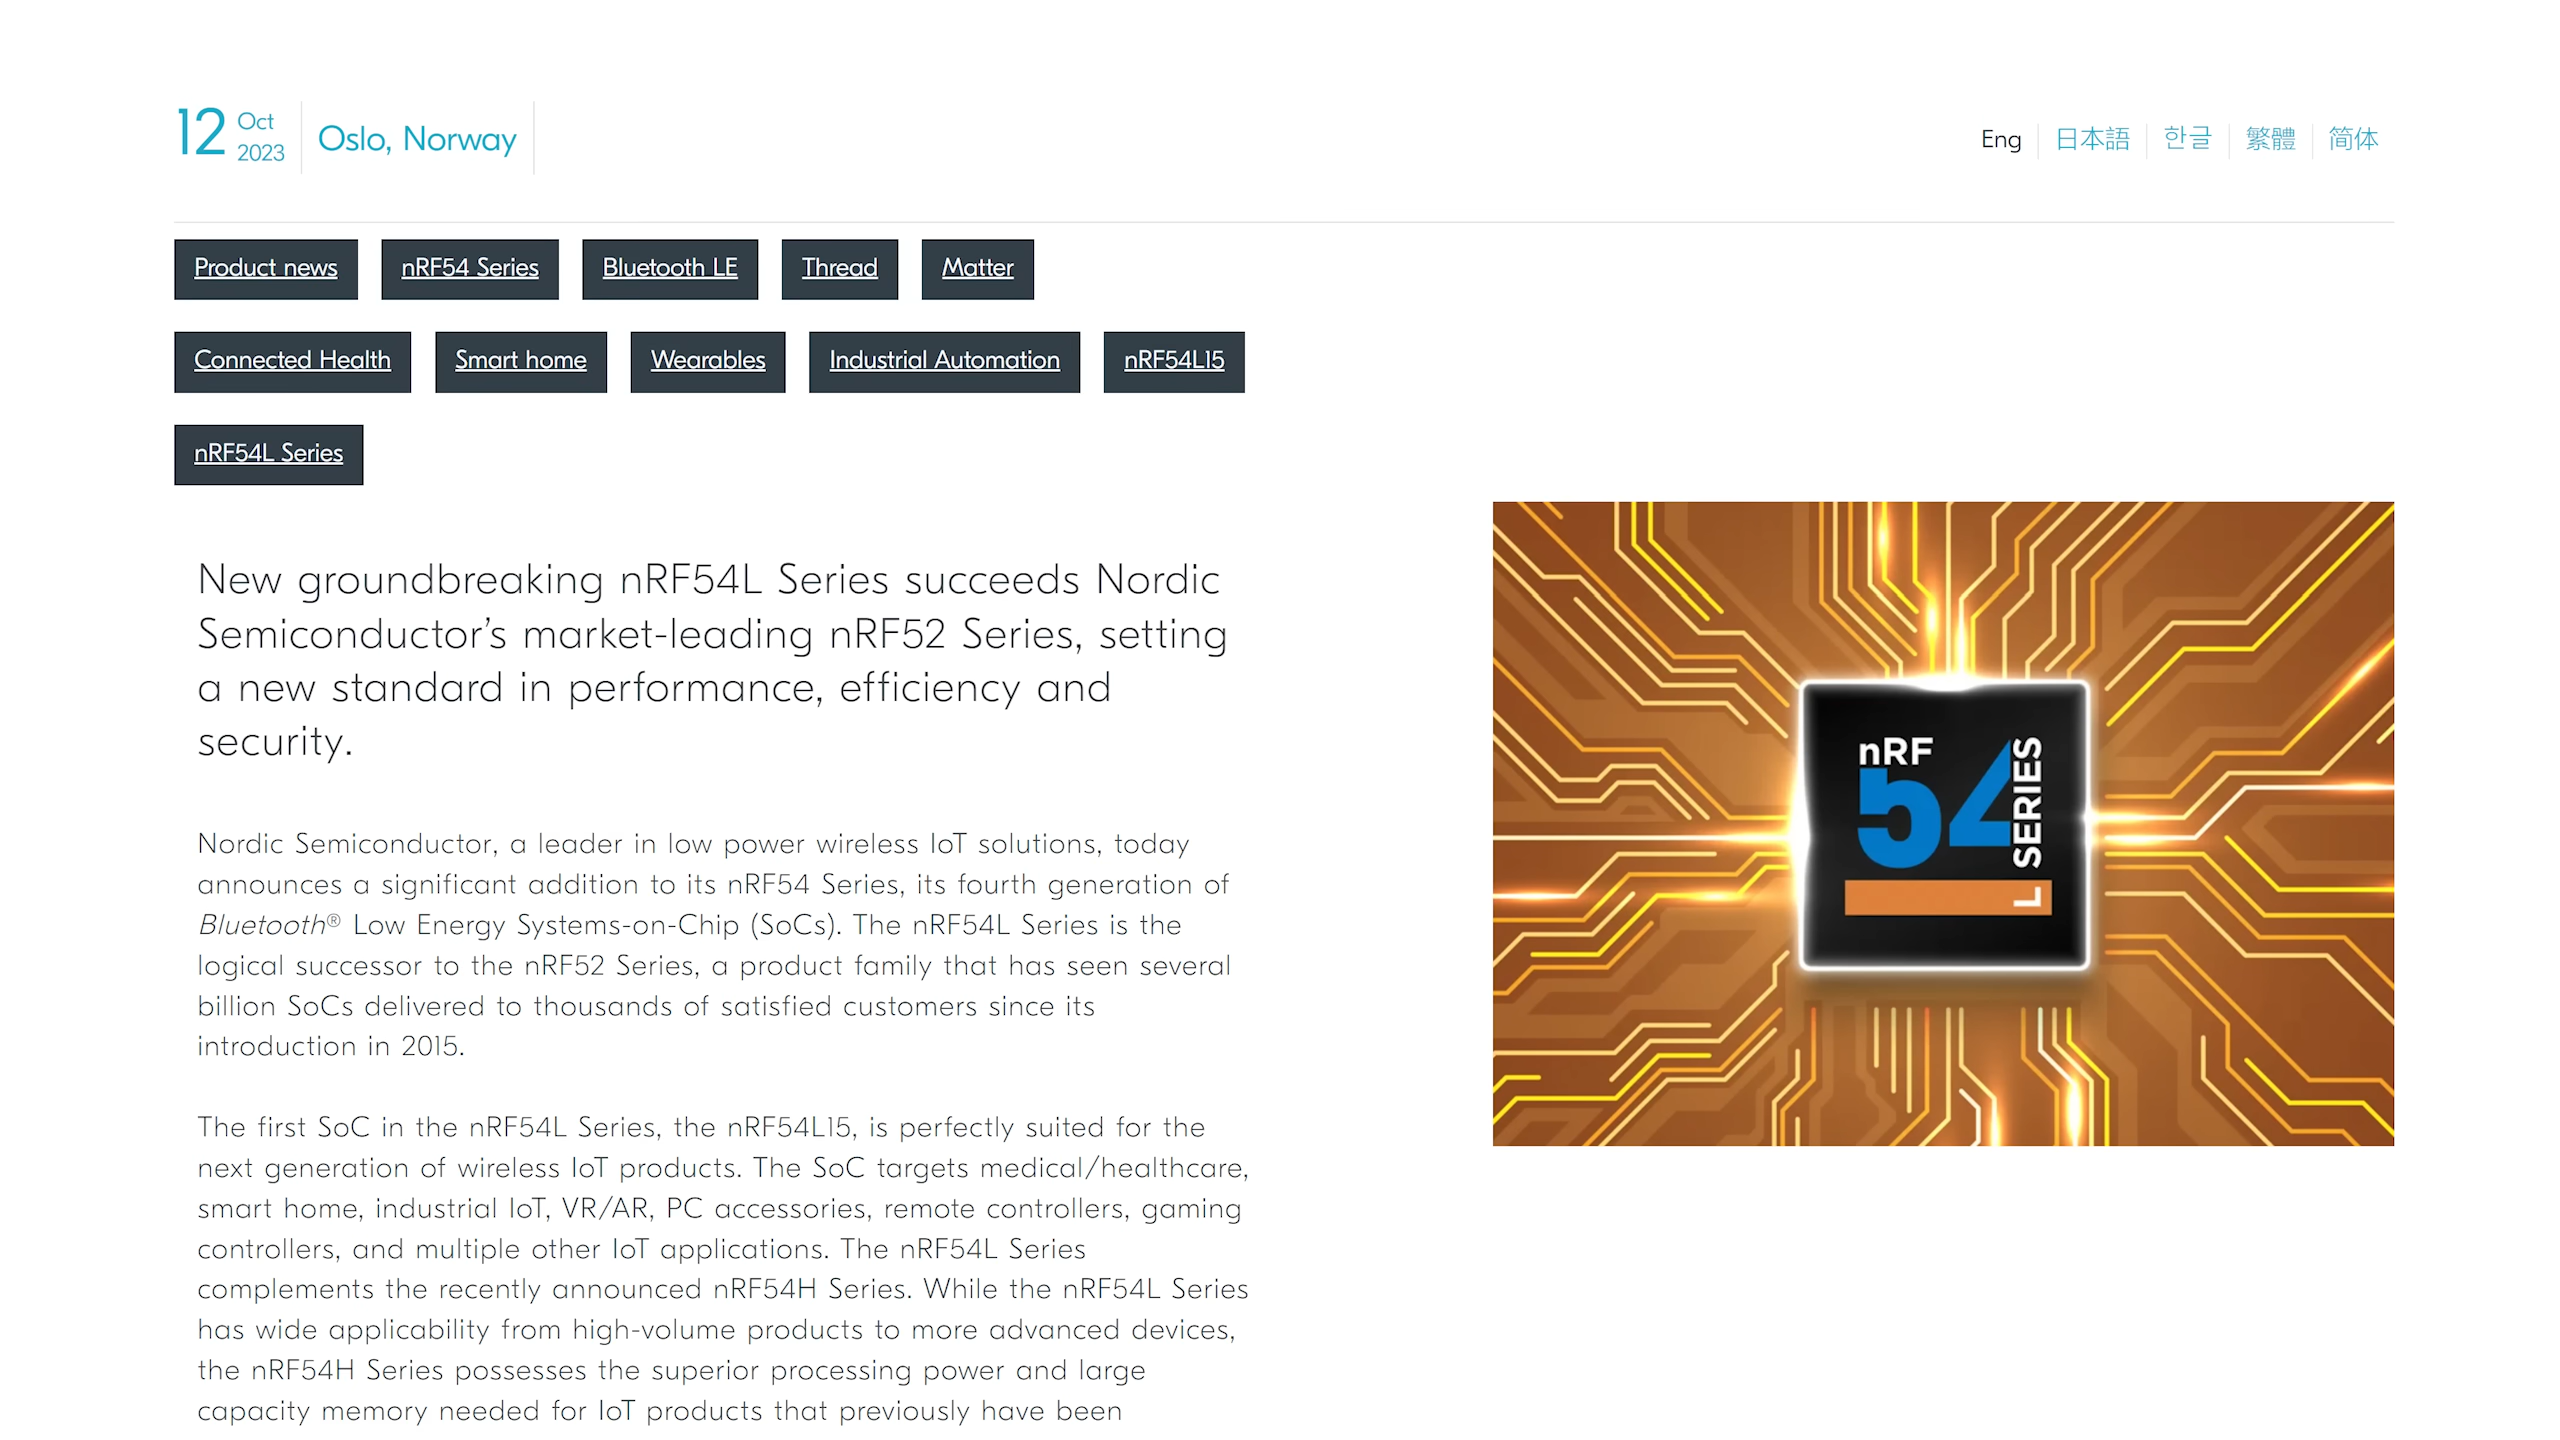 12 Oct 2023 Oslo, Norway
Eng 日本語 한글 繁體 简体
Product news nRF54 Series Bluetooth LE Thread Matter
Connected Health Smart home Wearables Industrial Automation nRF54L15
nRF54L Series
New groundbreaking nRF54L Series succeeds Nordic
Semiconductor’s market-leading nRF52 Series, setting
a new standard in performance, efficiency and
security.
Nordic Semiconductor, a leader in low power wireless IoT solutions, today
announces a significant addition to its nRF54 Series, its fourth generation of
Bluetooth® Low Energy Systems-on-Chip (SoCs). The nRF54L Series is the
logical successor to the nRF52 Series, a product family that has seen several
billion SoCs delivered to thousands of satisfied customers since its
introduction in 2015.
The first SoC in the nRF54L Series, the nRF54L15, is perfectly suited for the
next generation of wireless IoT products. The SoC targets medical/healthcare,
smart home, industrial IoT, VR/AR, PC accessories, remote controllers, gaming
controllers, and multiple other IoT applications. The nRF54L Series
complements the recently announced nRF54H Series. While the nRF54L Series
has wide applicability from high-volume products to more advanced devices,
the nRF54H Series possesses the superior processing power and large
capacity memory needed for IoT products that previously have been
nRF
54
SERIES
L